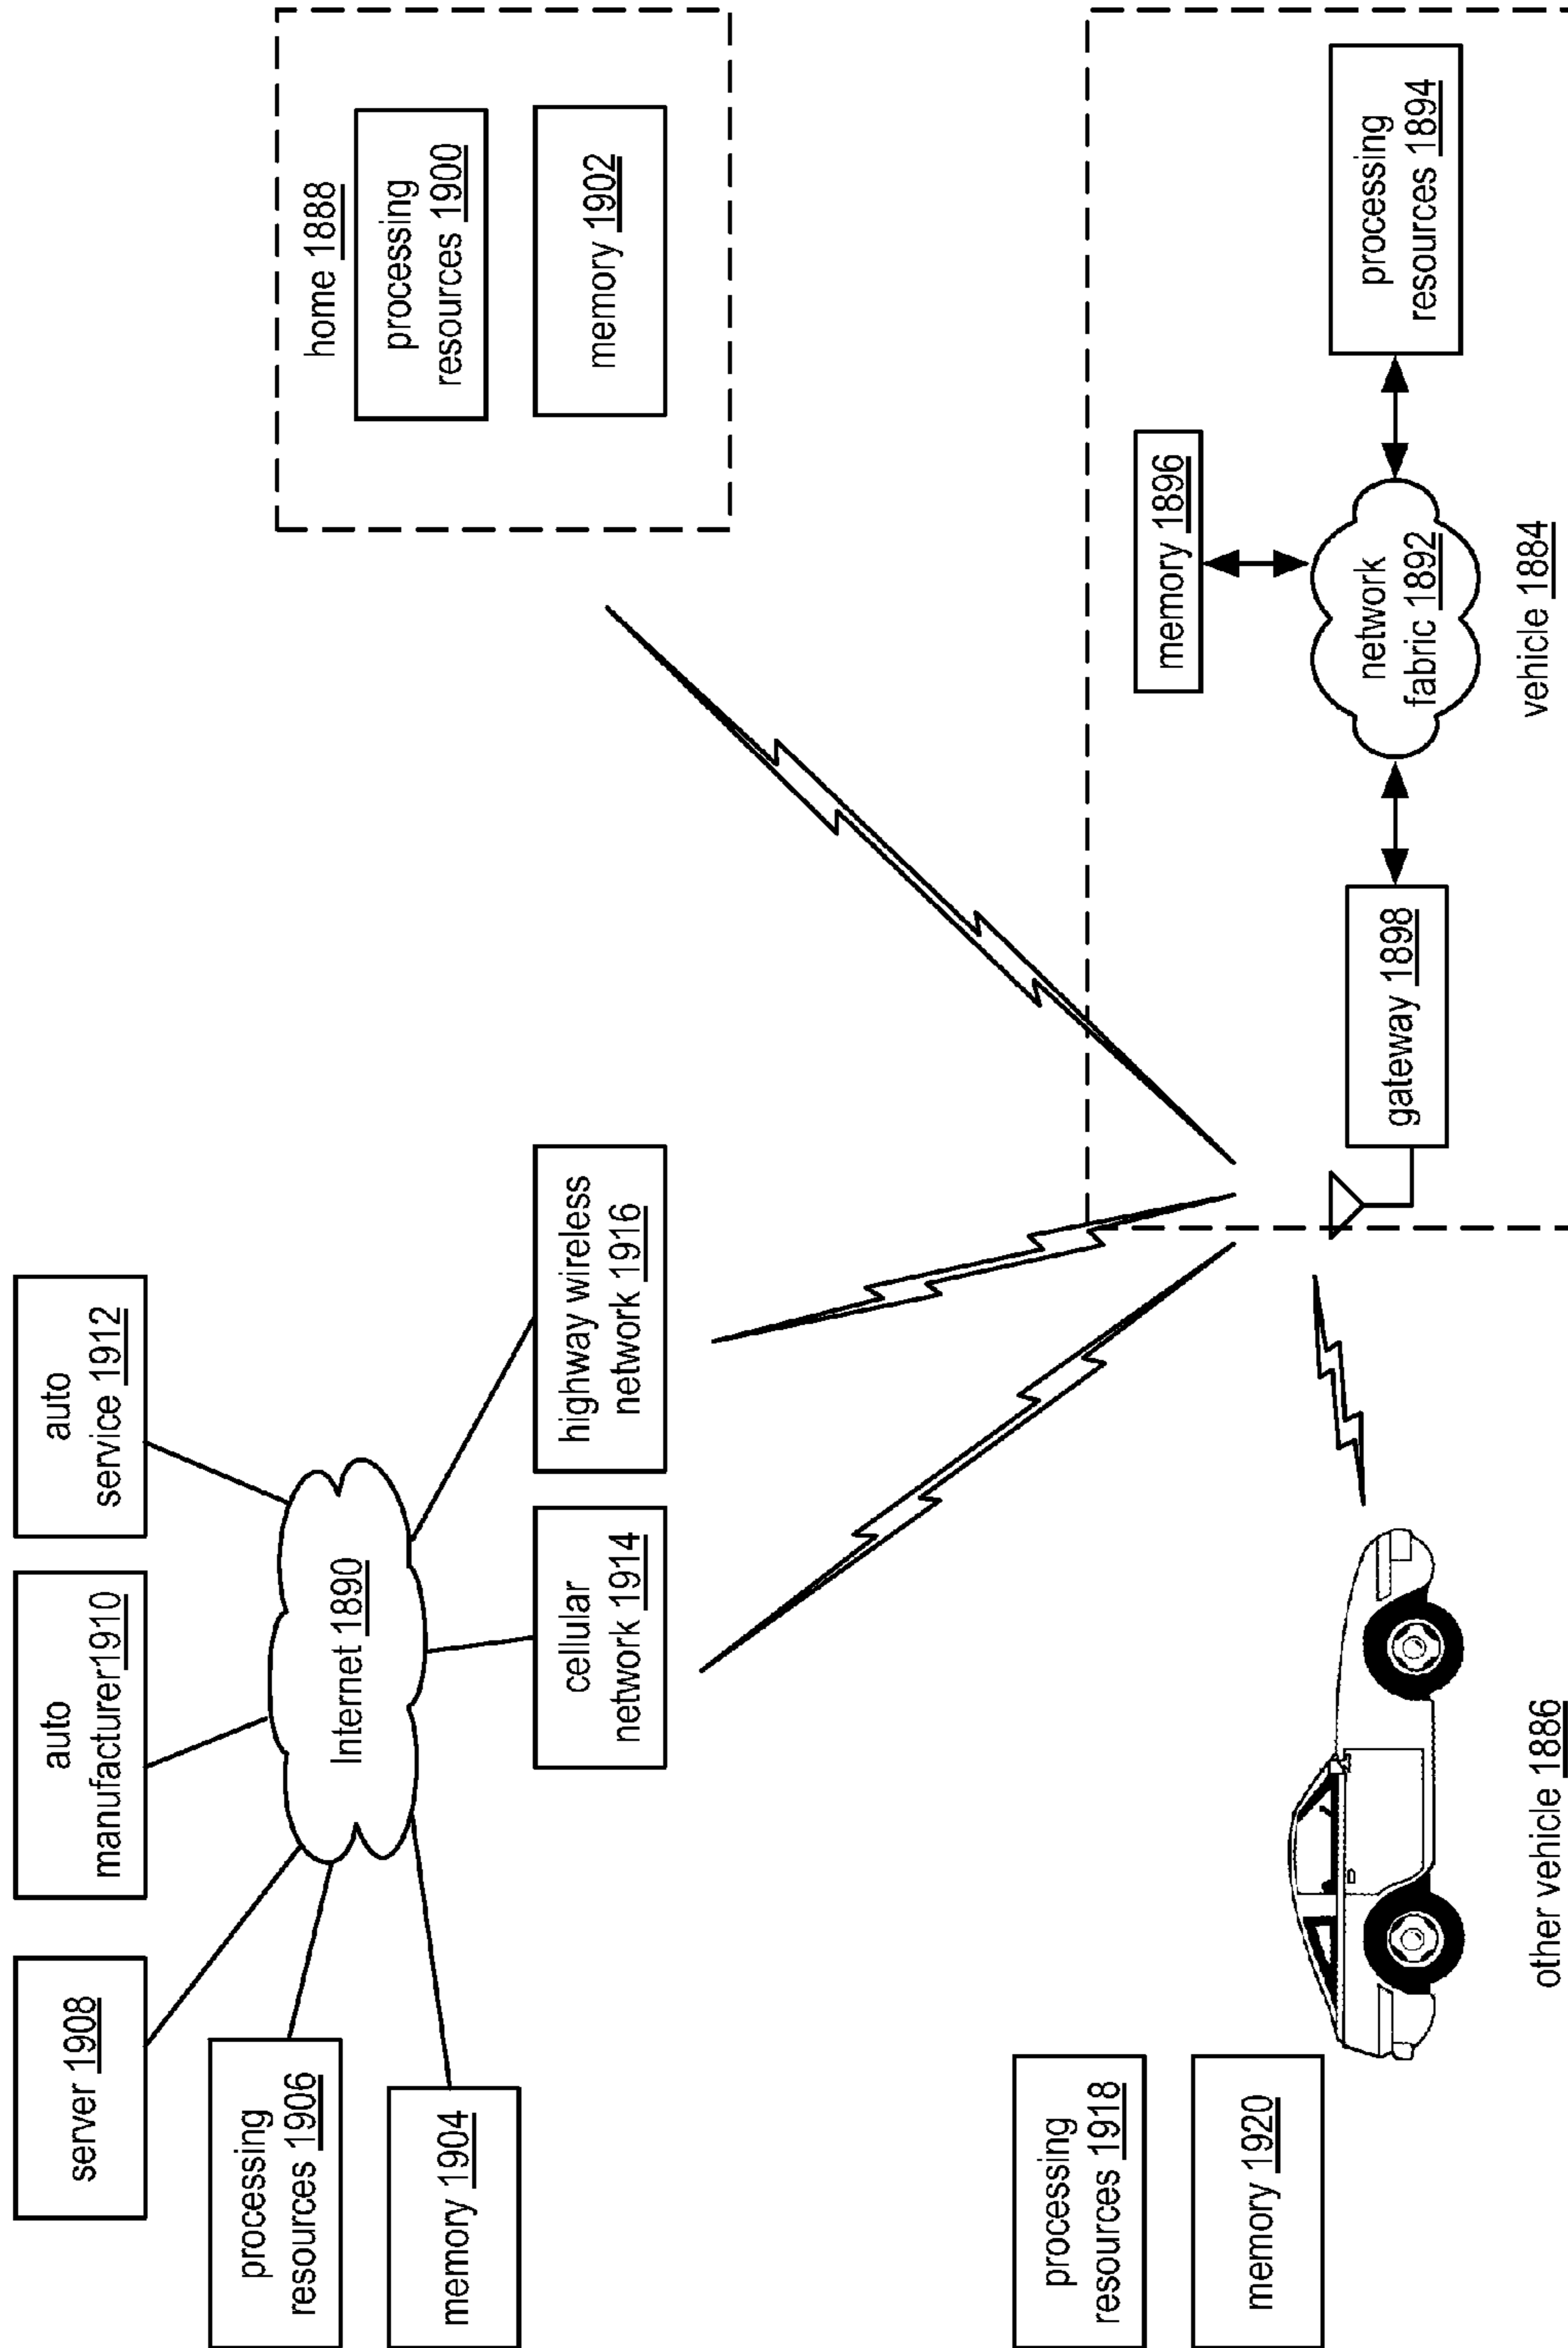 server 1908
auto
manufacturer1910
auto
service 1912
processing
resources 1906
memory 1904
Internet 1890
cellular
network 1914
highway wireless
network 1916
home 1888
processing
resources 1900
memory 1902
processing
resources 1918
memory 1920
other vehicle 1886
gateway 1898
network
fabric 1892
memory 1896
processing
resources 1894
vehicle 1884